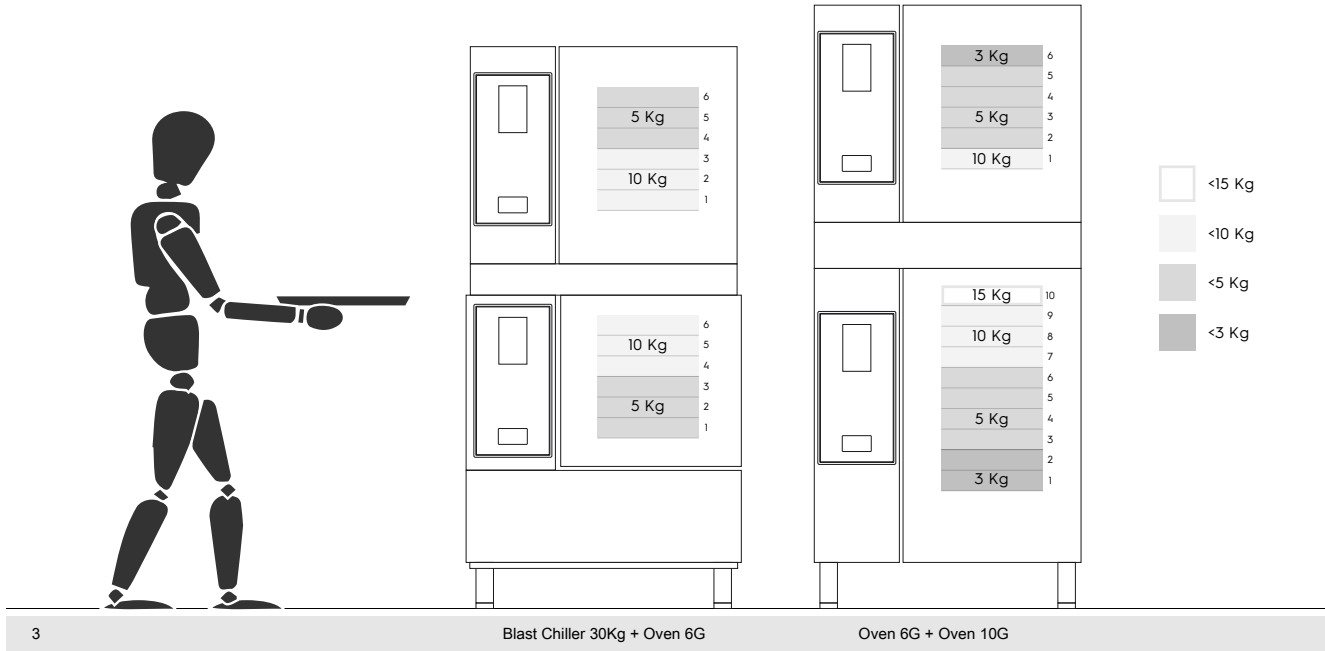 6
5 Kg 5
4
3
10 Kg 2
1
6
10 Kg 5
4
3
5 Kg 2
1
3 Kg 6
5
4
5 Kg 3
2
10 Kg 1
15 Kg 10
9
10 Kg 8
7
6
5
5 Kg 4
3
2
3 Kg 1
<15 Kg
<10 Kg
<5 Kg
<3 Kg
3
Blast Chiller 30Kg + Oven 6G
Oven 6G + Oven 10G